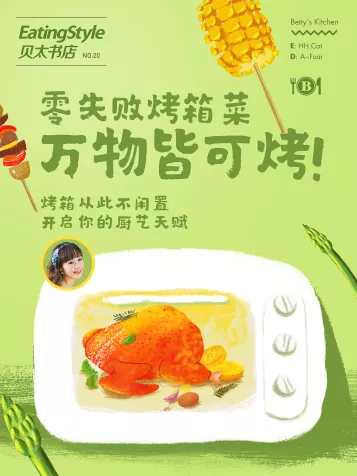 EatingStyle
贝太书店 NO.20
Betty's Kitchen
E: HH.Cat
D: A-Fuai
B
零失败烤箱菜
万物皆可烤!
烤箱从此不闲置
开启你的厨艺天赋